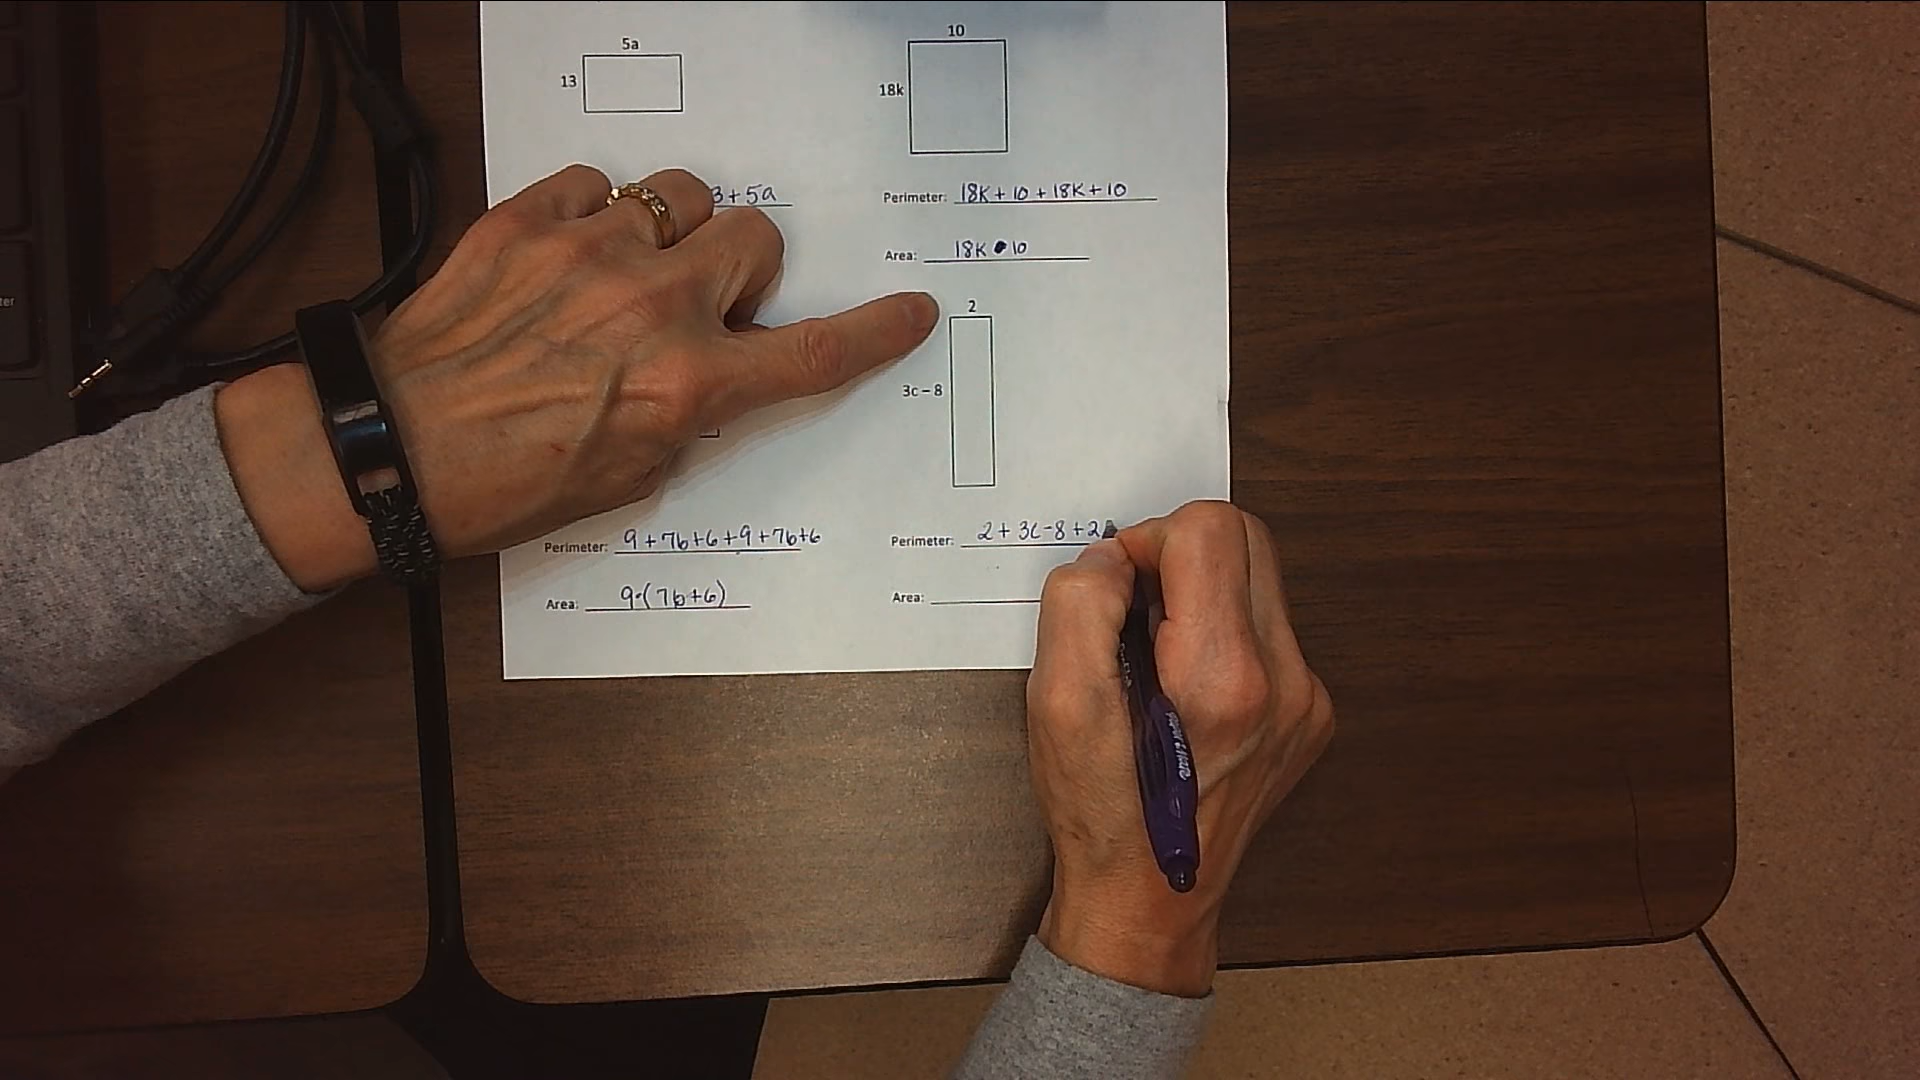 5a
13
10
18k
3 + 5a
Perimeter: 18K + 10 + 18K + 10
Area: 18K • 10
2
3c – 8
Perimeter: 9 + 7b + 6 + 9 + 7b + 6
Area: 9·(7b+6)
Perimeter: 2 + 3c - 8 + 2
Area: